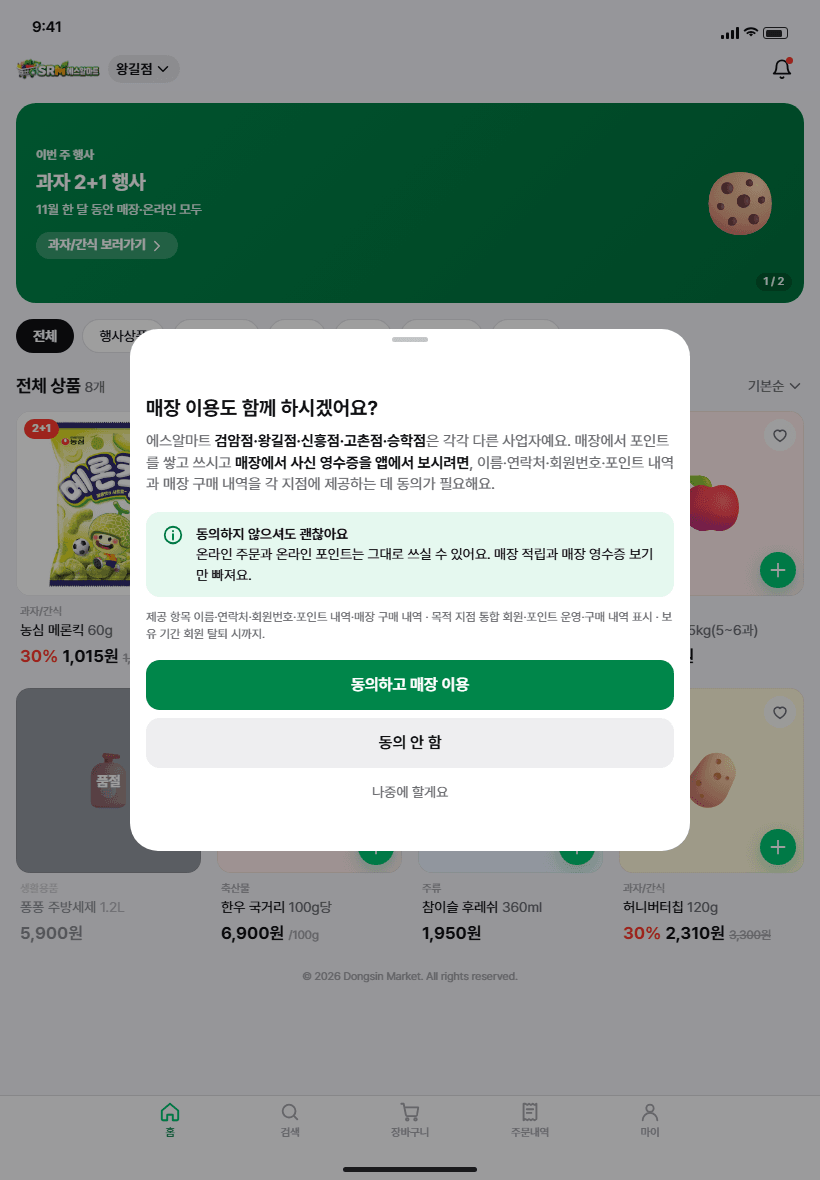 9:41
SRM에스알마트
왕길점
이번 주 행사
과자 2+1 행사
11월 한 달 동안 매장·온라인 모두
과자/간식 보러가기
1 / 2
전체
행사상품
전체 상품 8개
기본순
매장 이용도 함께 하시겠어요?
에스알마트 검암점·왕길점·신흥점·고촌점·승학점은 각각 다른 사업자예요. 매장에서 포인트
를 쌓고 쓰시고 매장에서 사신 영수증을 앱에서 보시려면, 이름·연락처·회원번호·포인트 내역
과 매장 구매 내역을 각 지점에 제공하는 데 동의가 필요해요.
동의하지 않으셔도 괜찮아요
온라인 주문과 온라인 포인트는 그대로 쓰실 수 있어요. 매장 적립과 매장 영수증 보기
만 빠져요.
제공 항목 이름·연락처·회원번호·포인트 내역·매장 구매 내역 · 목적 지점 통합 회원·포인트 운영·구매 내역 표시 · 보
유 기간 회원 탈퇴 시까지.
동의하고 매장 이용
동의 안 함
나중에 할게요
2+1
농심
메론킥
과자/간식
농심 메론킥 60g
30% 1,015원
5kg(5~6과)
원
품절
생활용품
퐁퐁 주방세제 1.2L
5,900원
축산물
한우 국거리 100g당
6,900원 /100g
주류
참이슬 후레쉬 360ml
1,950원
과자/간식
허니버터칩 120g
30% 2,310원 3,300원
© 2026 Dongsin Market. All rights reserved.
홈
검색
장바구니
주문내역
마이